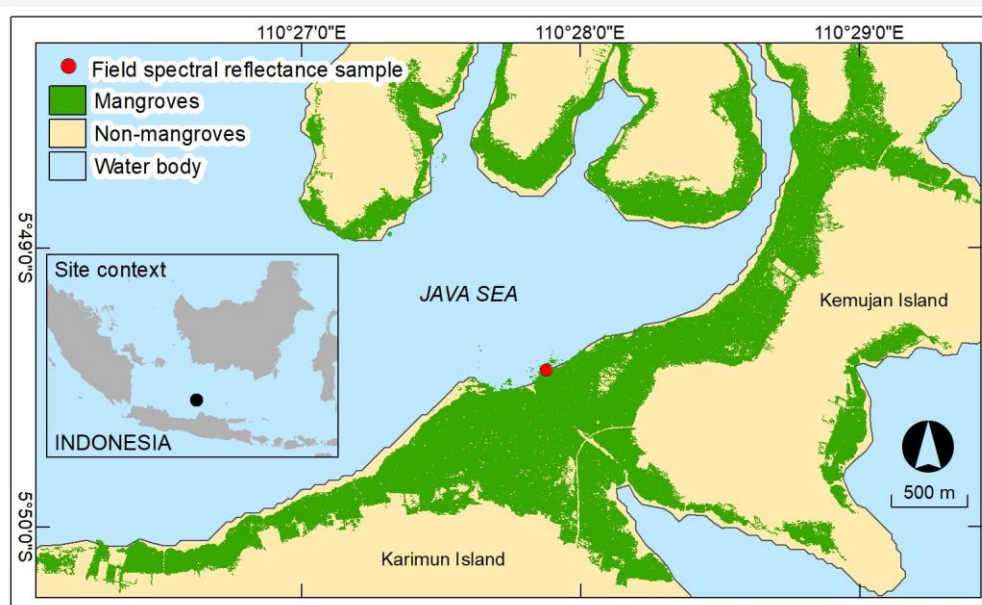 110°27'0"E
110°28'0"E
110°29'0"E
Field spectral reflectance sample
Mangroves
Non-mangroves
Water body
5°49'0"S
Site context
JAVA SEA
Kemujan Island
INDONESIA
500 m
5°50'0"S
Karimun Island